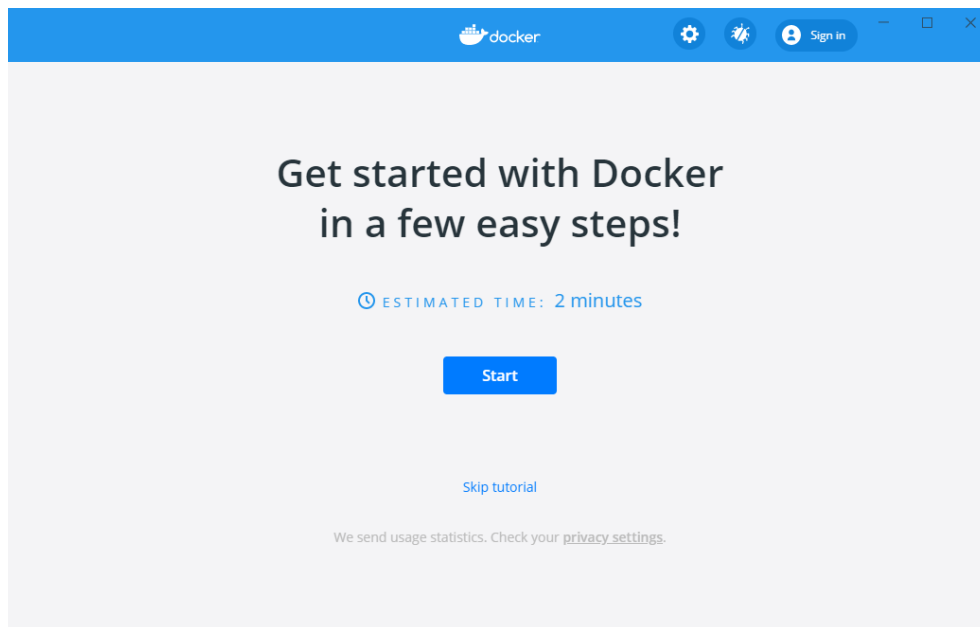 docker
Sign in
Get started with Docker
in a few easy steps!
ESTIMATED TIME: 2 minutes
Start
Skip tutorial
We send usage statistics. Check your privacy settings.